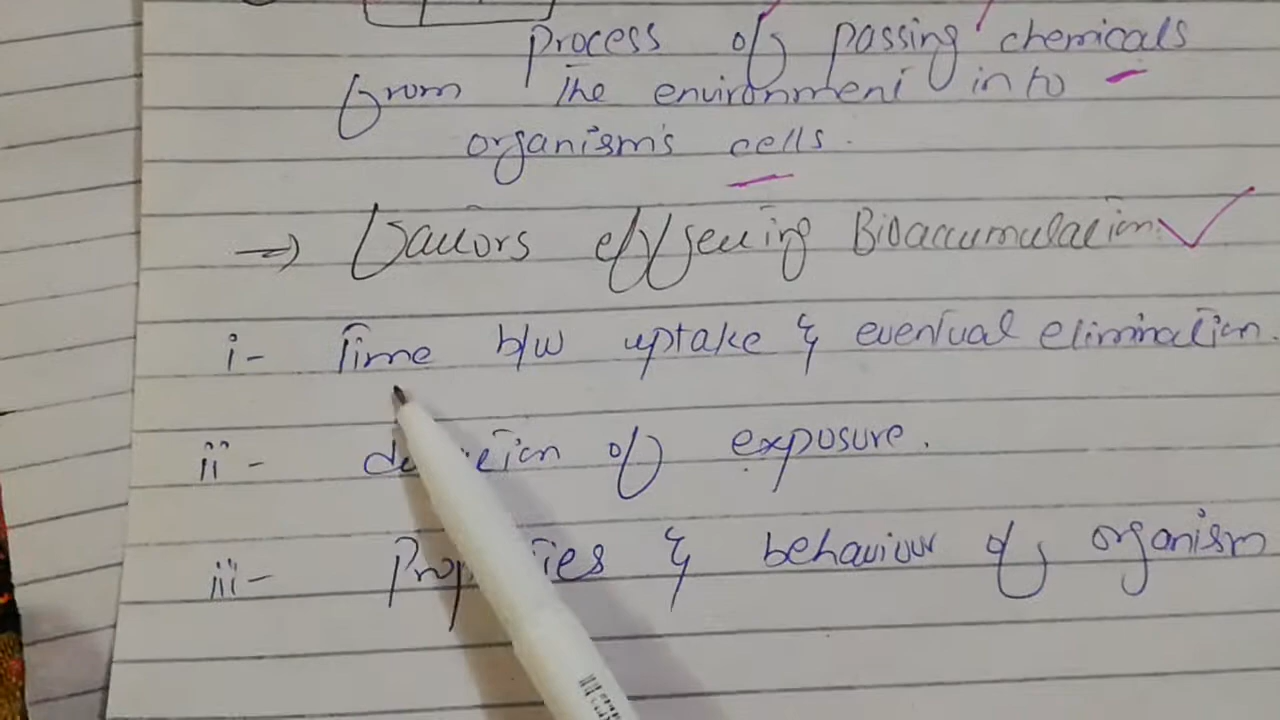 process of passing chemicals
from the environment into
organism's cells.
→ Factors effecting Bioaccumulation
i- Time b/w uptake & eventual elimination.
ii- of exposure.
iii- & behaviour of organism